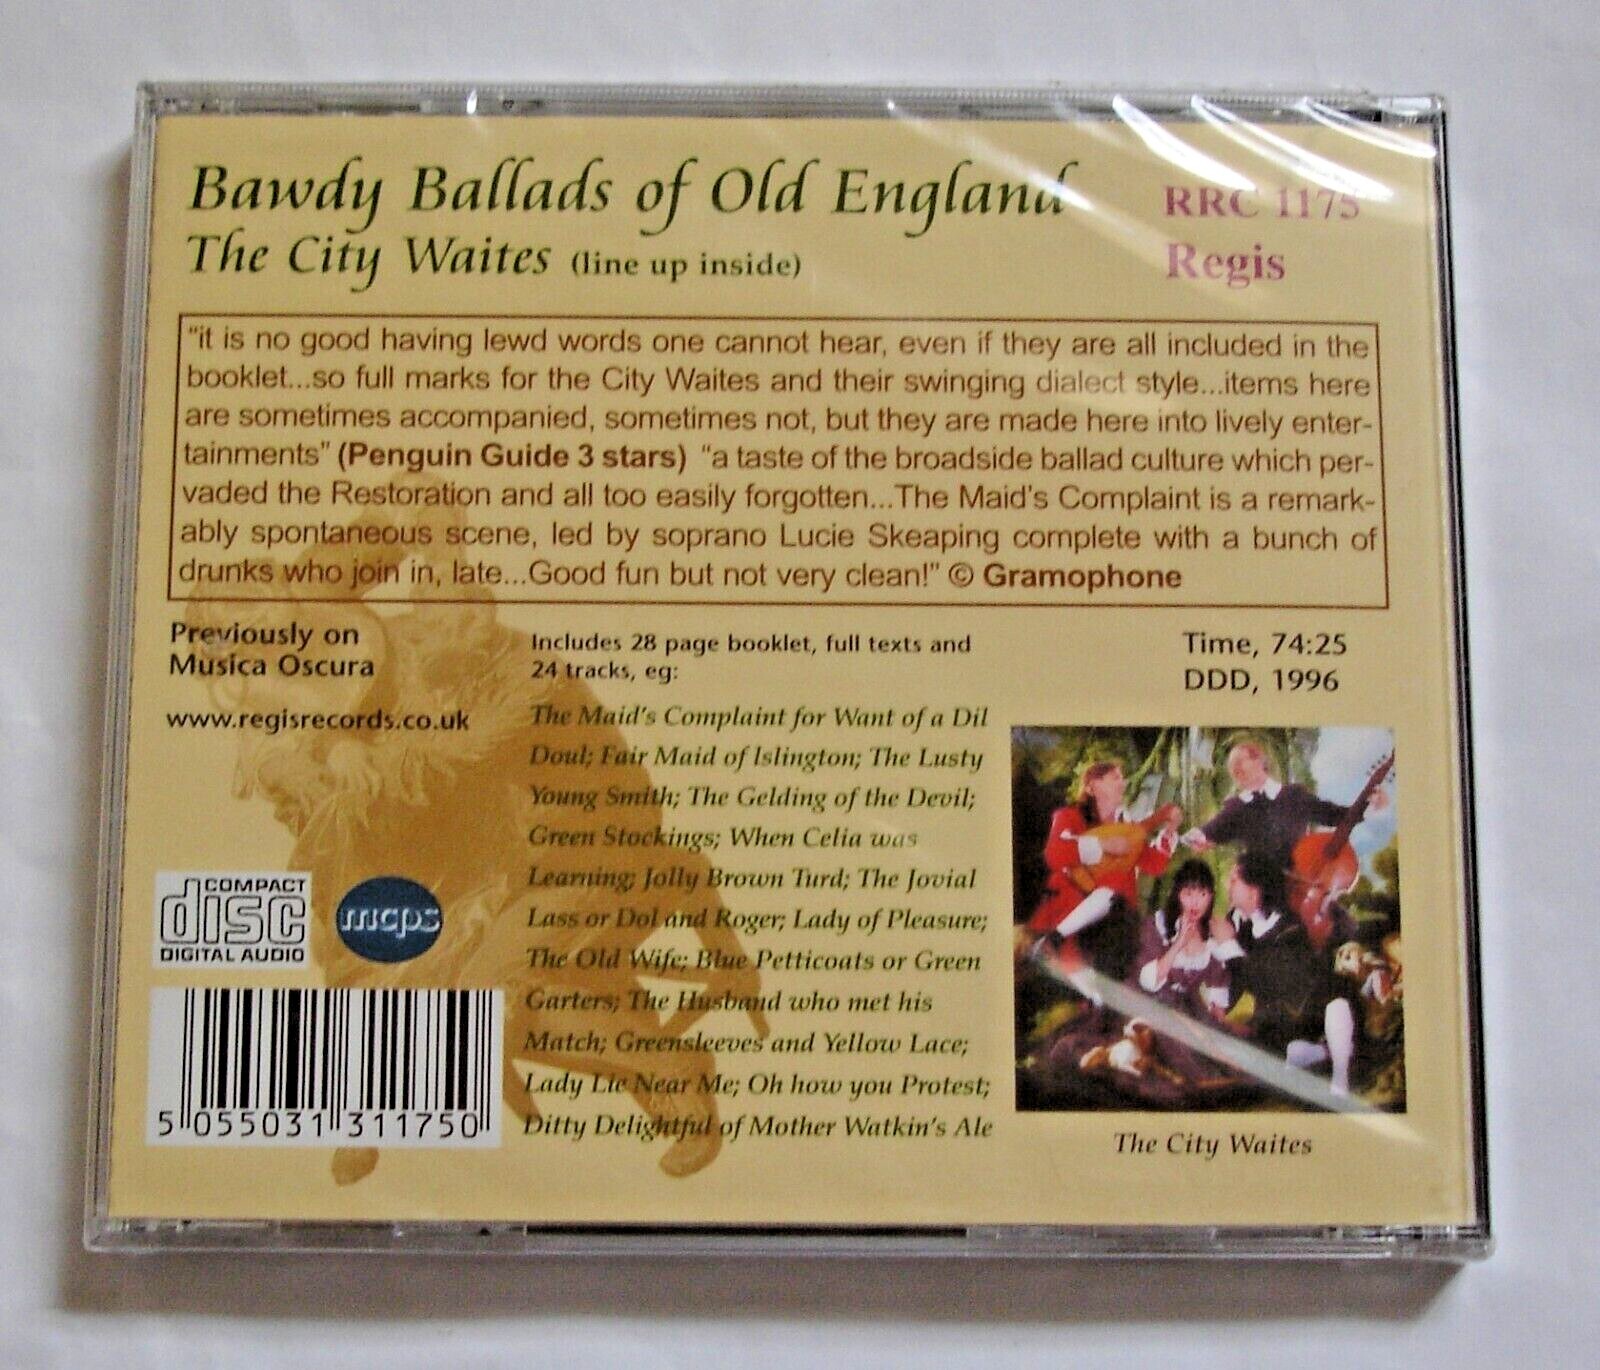 Bawdy Ballads of Old England
RRC 1175
The City Waites (line up inside)
Regis
"it is no good having lewd words one cannot hear, even if they are all included in the
booklet...so full marks for the City Waites and their swinging dialect style...items here
are sometimes accompanied, sometimes not, but they are made here into lively enter-
tainments" (Penguin Guide 3 stars) "a taste of the broadside ballad culture which per-
vaded the Restoration and all too easily forgotten...The Maid's Complaint is a remark-
ably spontaneous scene, led by soprano Lucie Skeaping complete with a bunch of
drunks who join in, late...Good fun but not very clean!" © Gramophone
Previously on
Musica Oscura
www.regisrecords.co.uk
Includes 28 page booklet, full texts and
24 tracks, eg:
The Maid's Complaint for Want of a Dil
Doul; Fair Maid of Islington; The Lusty
Young Smith; The Gelding of the Devil;
Green Stockings; When Celia was
Learning; Jolly Brown Turd; The Jovial
Lass or Dol and Roger; Lady of Pleasure;
The Old Wife; Blue Petticoats or Green
Garters; The Husband who met his
Match; Greensleeves and Yellow Lace;
Lady Lie Near Me; Oh how you Protest;
Ditty Delightful of Mother Watkin's Ale
Time, 74:25
DDD, 1996
The City Waites
COMPACT
disc
DIGITAL AUDIO
mcps
5 055031 311750